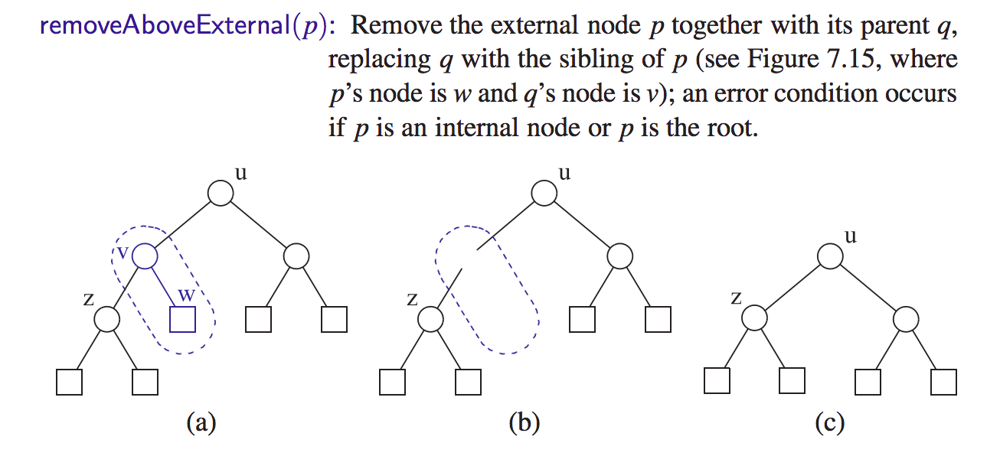 removeAboveExternal(p): Remove the external node p together with its parent q,
replacing q with the sibling of p (see Figure 7.15, where
p’s node is w and q’s node is v); an error condition occurs
if p is an internal node or p is the root.
u
v
w
z
(a)
u
z
(b)
u
z
(c)